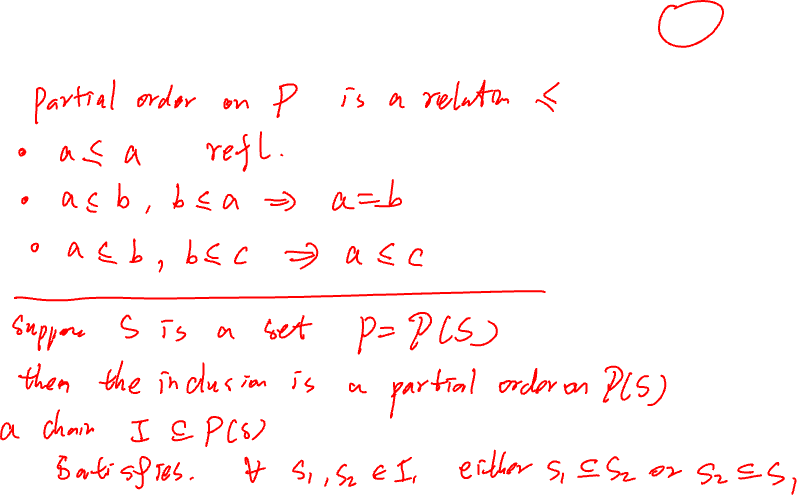 Partial order on P is a relation ≤
• a ≤ a refl.
• a ≤ b, b ≤ a ⇒ a = b
• a ≤ b, b ≤ c ⇒ a ≤ c
Suppose S is a set P = P(S)
then the inclusion is a partial order on P(S)
a chain I ⊆ P(S)
Satisfies. ∀ S₁, S₂ ∈ I, either S₁ ⊆ S₂ or S₂ ⊆ S₁